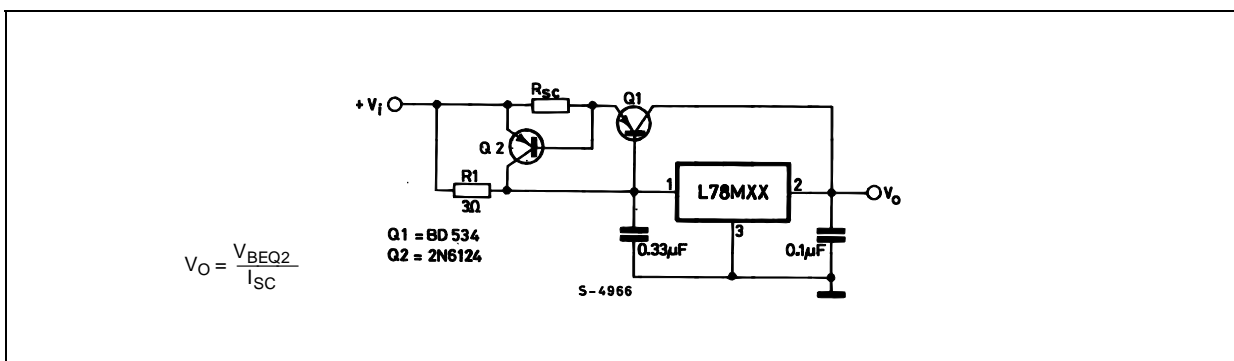 R_SC
Q1
+ V_i
Q 2
R1
3Ω
1
L78MXX
2
V_o
3
Q1 = BD 534
Q2 = 2N6124
0.33µF
0.1µF
V_O = V_BEQ2 / I_SC
S-4966